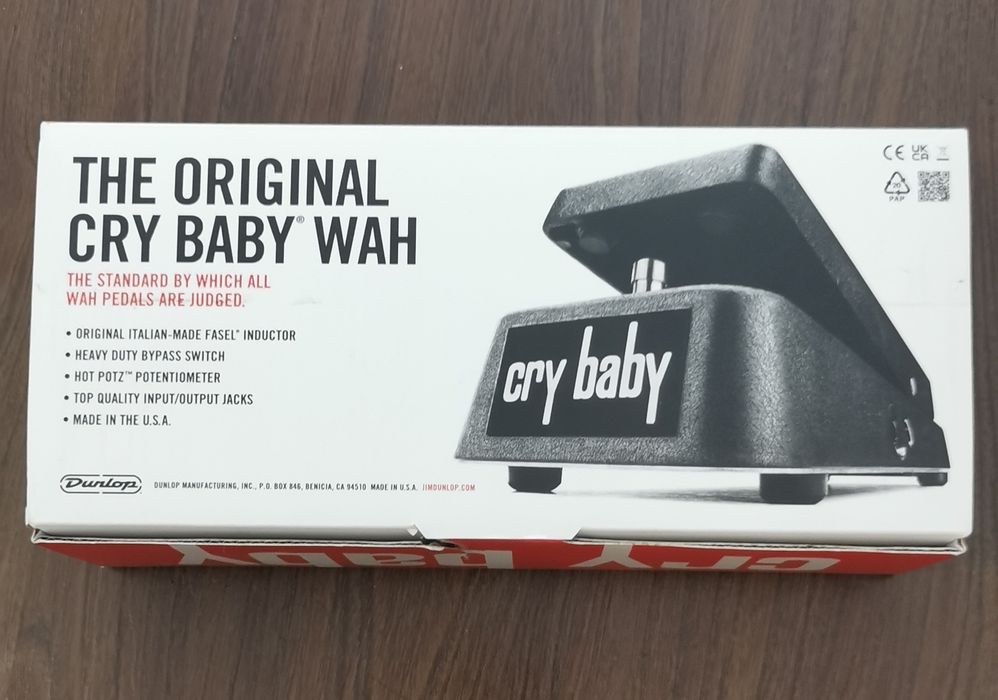 THE ORIGINAL
CRY BABY® WAH
THE STANDARD BY WHICH ALL
WAH PEDALS ARE JUDGED.
• ORIGINAL ITALIAN-MADE FASEL® INDUCTOR
• HEAVY DUTY BYPASS SWITCH
• HOT POTZ™ POTENTIOMETER
• TOP QUALITY INPUT/OUTPUT JACKS
• MADE IN THE U.S.A.
Dunlop
DUNLOP MANUFACTURING, INC., P.O. BOX 846, BENICIA, CA 94510 MADE IN U.S.A. JIMDUNLOP.COM
cry baby
CE UK
CA
20
PAP
cry baby